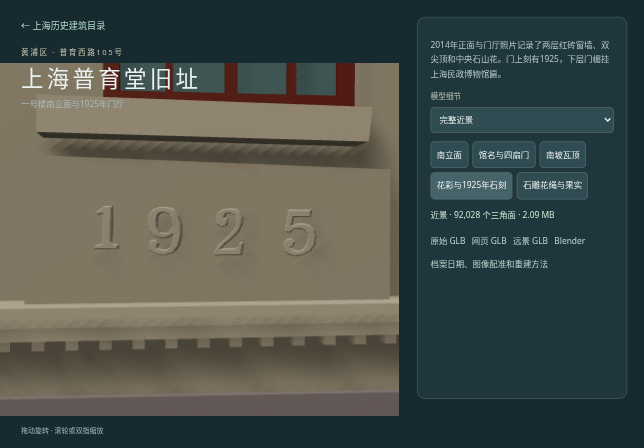 ← 上海历史建筑目录
黄浦区 · 普育西路105号
上海普育堂旧址
一号楼南立面与1925年门厅
1925
拖动旋转 · 滚轮或双指缩放
2014年正面与门厅照片记录了两层红砖窗墙、双
尖顶和中央石山花。门上刻有1925，下层门楣挂
上海民政博物馆匾。
模型细节
完整近景
南立面
馆名与四扇门
南坡瓦顶
花彩与1925年石刻
石雕花绳与果实
近景 · 92,028 个三角面 · 2.09 MB
原始 GLB 网页 GLB 远景 GLB Blender
档案日期、图像配准和重建方法